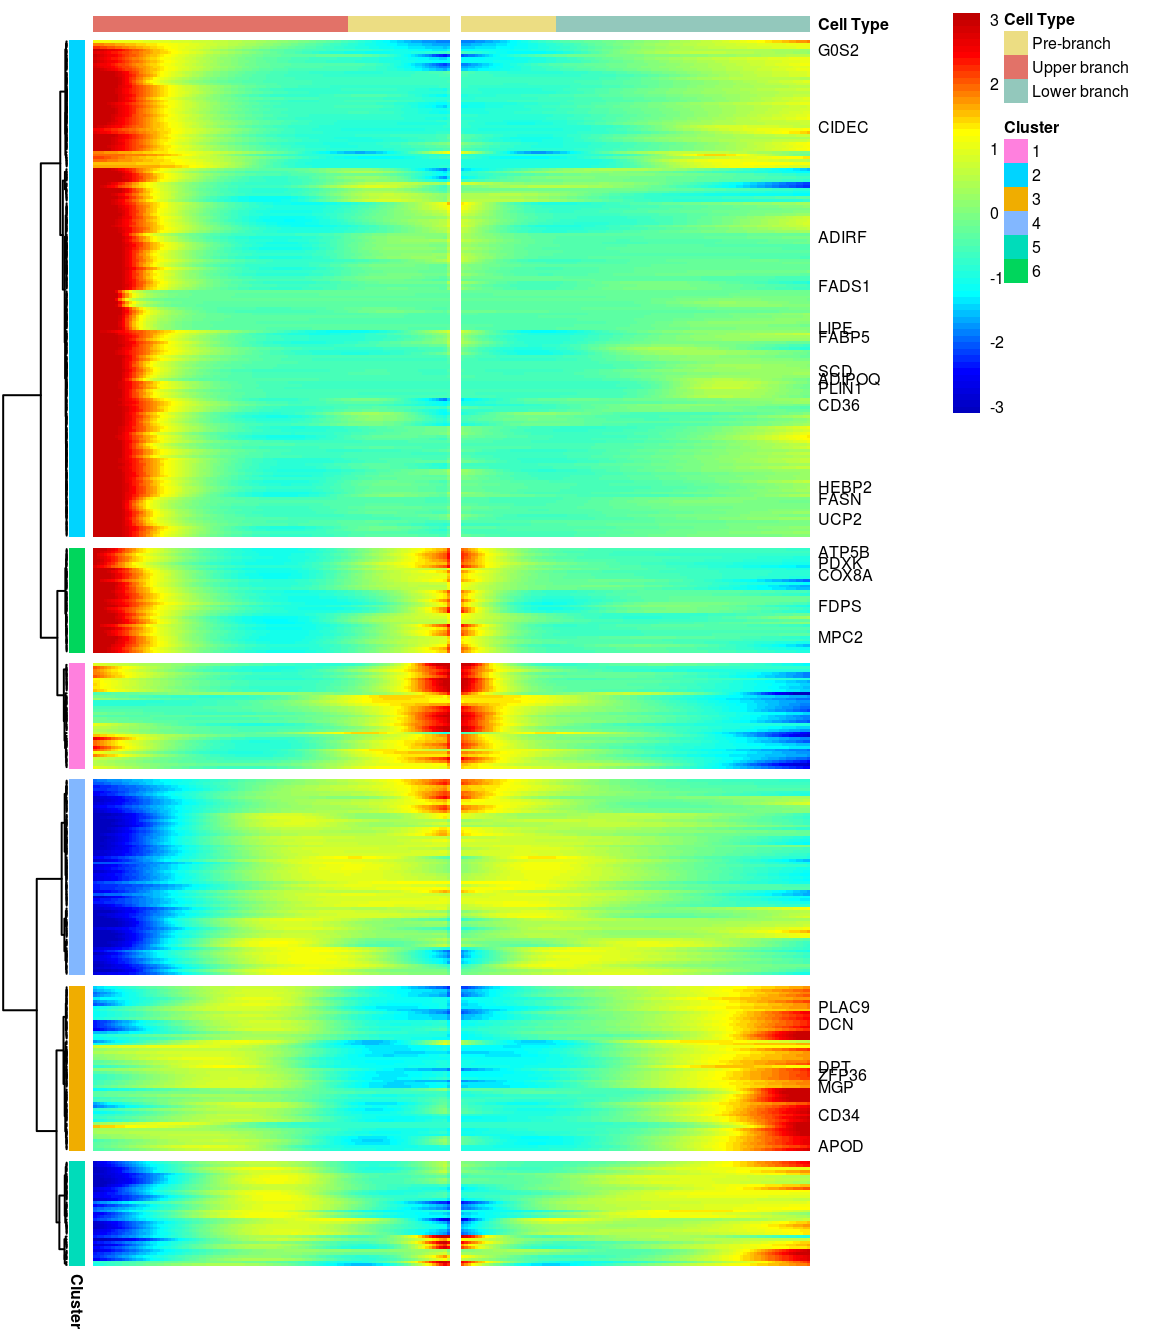 Cell Type
G0S2
CIDEC
ADIRF
FADS1
LIPE
FABP5
SCD
ADIPOQ
PLIN1
CD36
HEBP2
FASN
UCP2
ATP5B
PDXK
COX8A
FDPS
MPC2
PLAC9
DCN
DPT
ZFP36
MGP
CD34
APOD
Cluster
3
2
1
0
-1
-2
-3
Cell Type
Pre-branch
Upper branch
Lower branch
Cluster
1
2
3
4
5
6